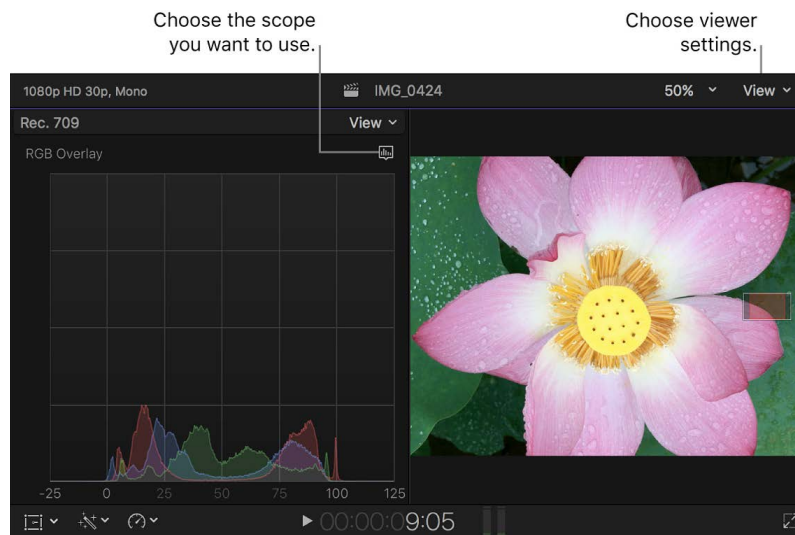 Choose the scope
you want to use.
Choose viewer
settings.
1080p HD 30p, Mono
IMG_0424
50%
View
Rec. 709
View
RGB Overlay
-25 0 25 50 75 100 125
00:00:09:05